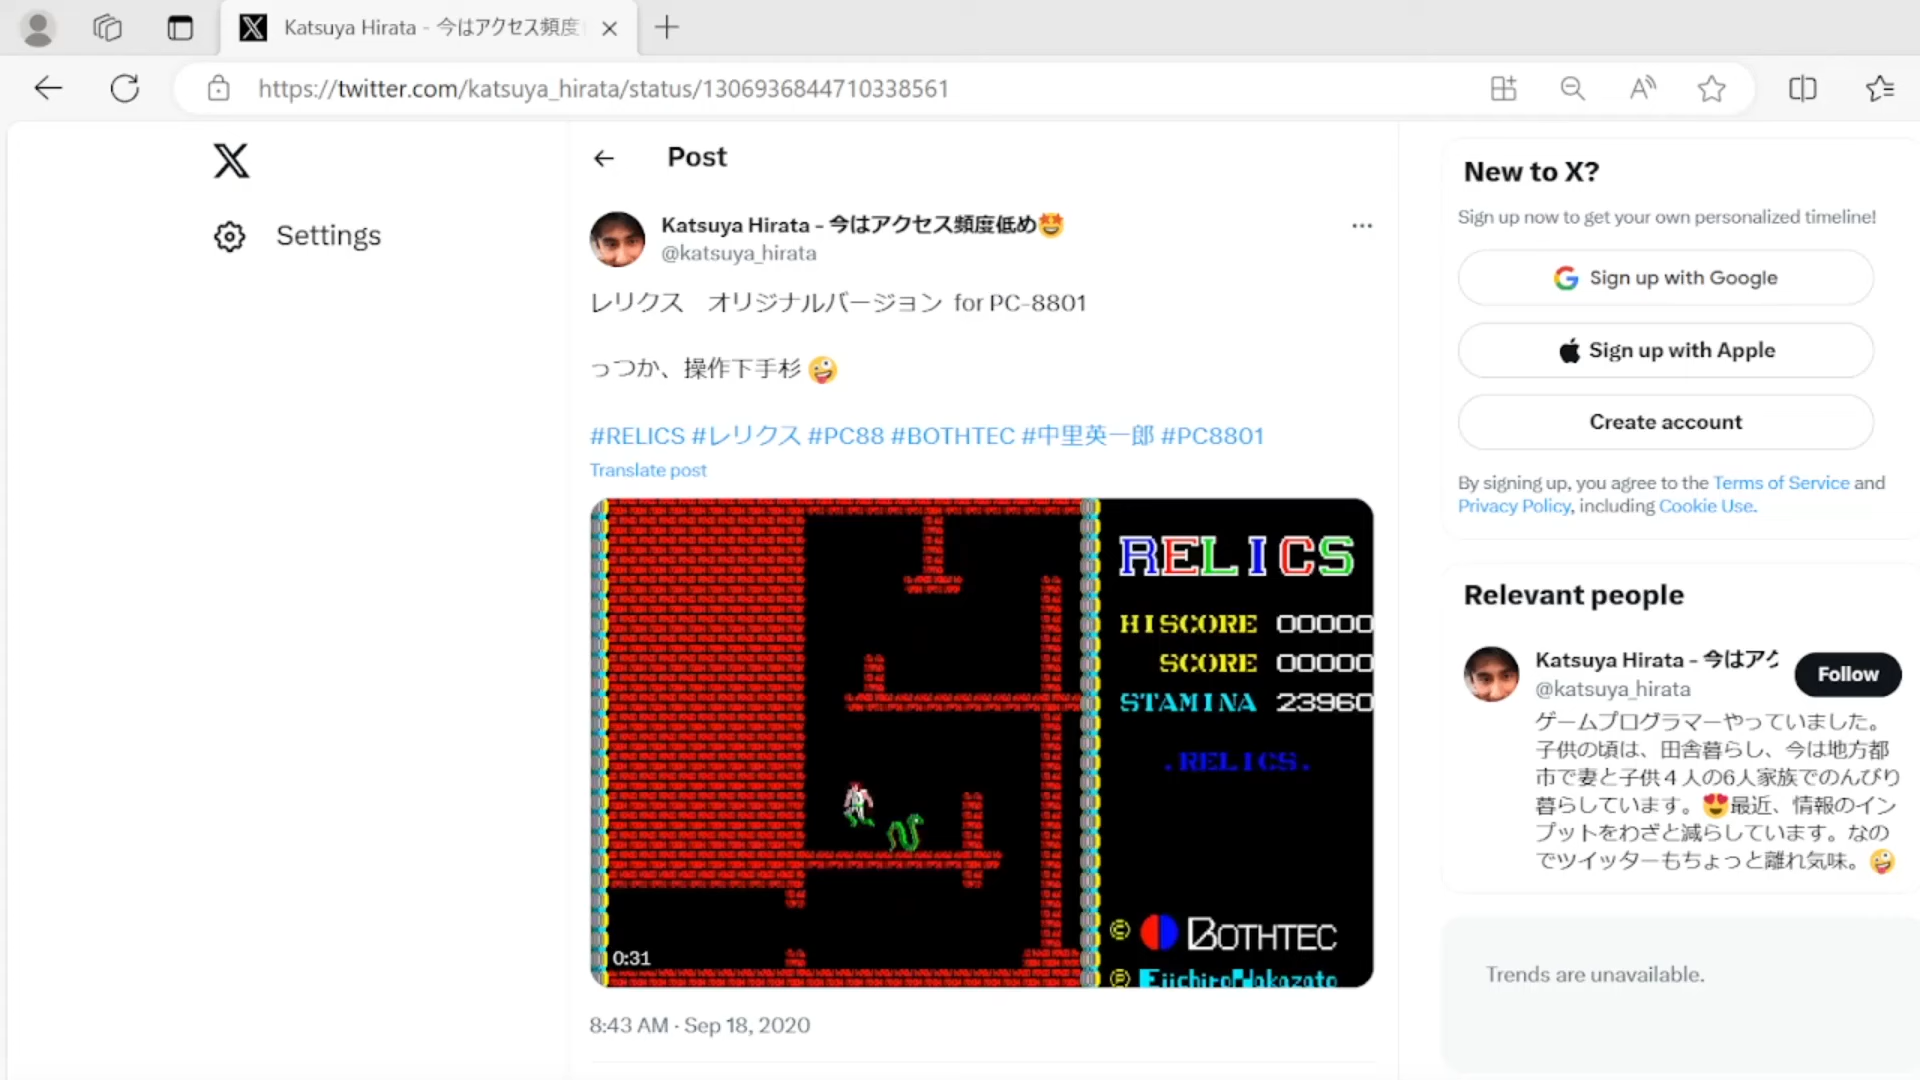 Katsuya Hirata - 今はアクセス頻度
https://twitter.com/katsuya_hirata/status/1306936844710338561
Settings
Post
Katsuya Hirata - 今はアクセス頻度低め🤩
@katsuya_hirata
レリクス　オリジナルバージョン for PC-8801
っつか、操作下手杉 🤪
#RELICS #レリクス #PC88 #BOTHTEC #中里英一郎 #PC8801
Translate post
RELICS
HISCORE 00000
SCORE 00000
STAMINA 23960
.RELICS.
© BOTHTEC
Ⓟ Eiichiro Nakazato
0:31
8:43 AM · Sep 18, 2020
New to X?
Sign up now to get your own personalized timeline!
Sign up with Google
Sign up with Apple
Create account
By signing up, you agree to the Terms of Service and
Privacy Policy, including Cookie Use.
Relevant people
Katsuya Hirata - 今はアク
@katsuya_hirata
Follow
ゲームプログラマーやっていました。
子供の頃は、田舎暮らし、今は地方都
市で妻と子供４人の6人家族でのんびり
暮らしています。😍最近、情報のイン
プットをわざと減らしています。なの
でツイッターもちょっと離れ気味。🤪
Trends are unavailable.